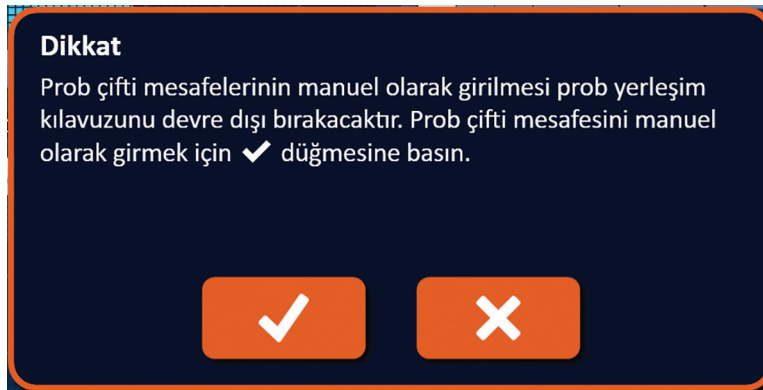 Dikkat
Prob çifti mesafelerinin manuel olarak girilmesi prob yerleşim
kılavuzunu devre dışı bırakacaktır. Prob çifti mesafesini manuel
olarak girmek için ✔ düğmesine basın.